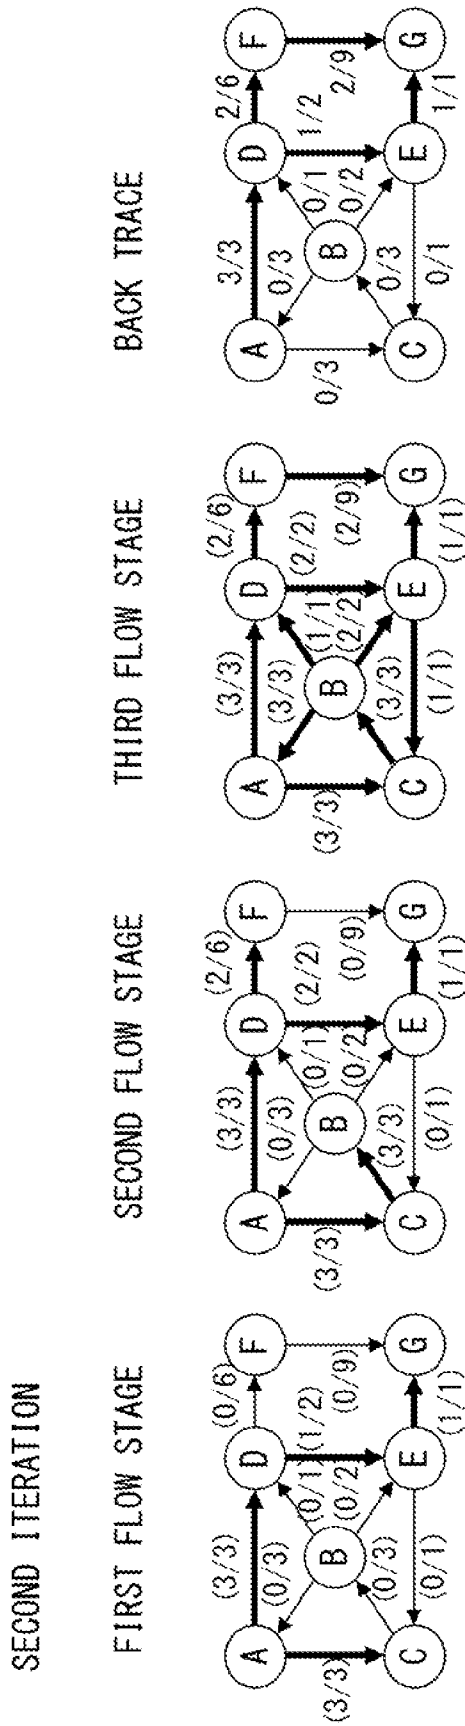 SECOND ITERATION
FIRST FLOW STAGE
A
(3/3)
D
(0/6)
F
(0/3)
(0/1)
(1/2)
(0/9)
(3/3)
B
(0/2
(0/3)
C
(0/1)
E
(1/1)
G
SECOND FLOW STAGE
A
(3/3)
D
(2/6)
F
(0/3)
(0/1)
(2/2)
(0/9)
(3/3)
B
(0/2
(3/3)
C
(0/1)
E
(1/1)
G
THIRD FLOW STAGE
A
(3/3)
D
(2/6)
F
(3/3)
(1/1)
(2/2)
(2/9)
(3/3)
B
(2/2)
(3/3)
C
(1/1)
E
(1/1)
G
BACK TRACE
A
3/3
D
2/6
F
0/3
0/1
1/2
2/9
0/3
B
0/2
0/3
C
0/1
E
1/1
G